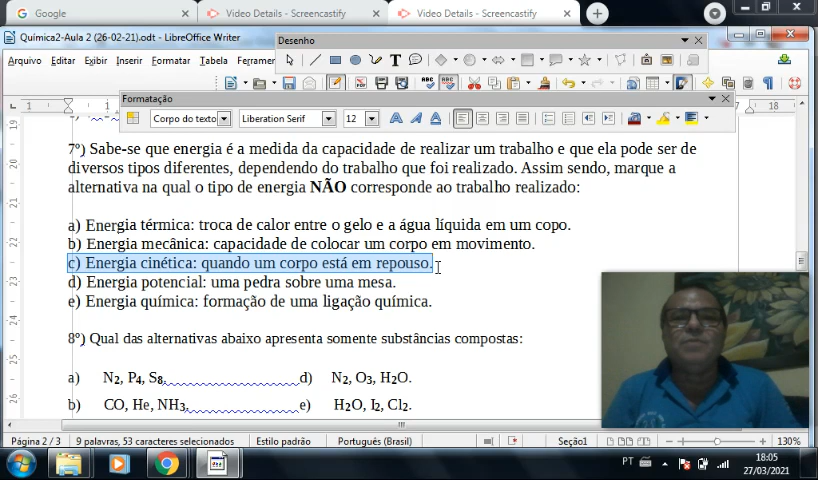 Google
Video Details - Screencastify
Video Details - Screencastify
Química2-Aula 2 (26-02-21).odt - LibreOffice Writer
Desenho
Arquivo Editar Exibir Inserir Formatar Tabela Ferramer
Formatação
Corpo do texto Liberation Serif 12
7º) Sabe-se que energia é a medida da capacidade de realizar um trabalho e que ela pode ser de
diversos tipos diferentes, dependendo do trabalho que foi realizado. Assim sendo, marque a
alternativa na qual o tipo de energia NÃO corresponde ao trabalho realizado:
a) Energia térmica: troca de calor entre o gelo e a água líquida em um copo.
b) Energia mecânica: capacidade de colocar um corpo em movimento.
c) Energia cinética: quando um corpo está em repouso.
d) Energia potencial: uma pedra sobre uma mesa.
e) Energia química: formação de uma ligação química.
8º) Qual das alternativas abaixo apresenta somente substâncias compostas:
a) N2, P4, S8, d) N2, O3, H2O.
b) CO, He, NH3, e) H2O, I2, Cl2.
Página 2 / 3 9 palavras, 53 caracteres selecionados Estilo padrão Português (Brasil) Seção1 130%
PT 18:05
27/03/2021